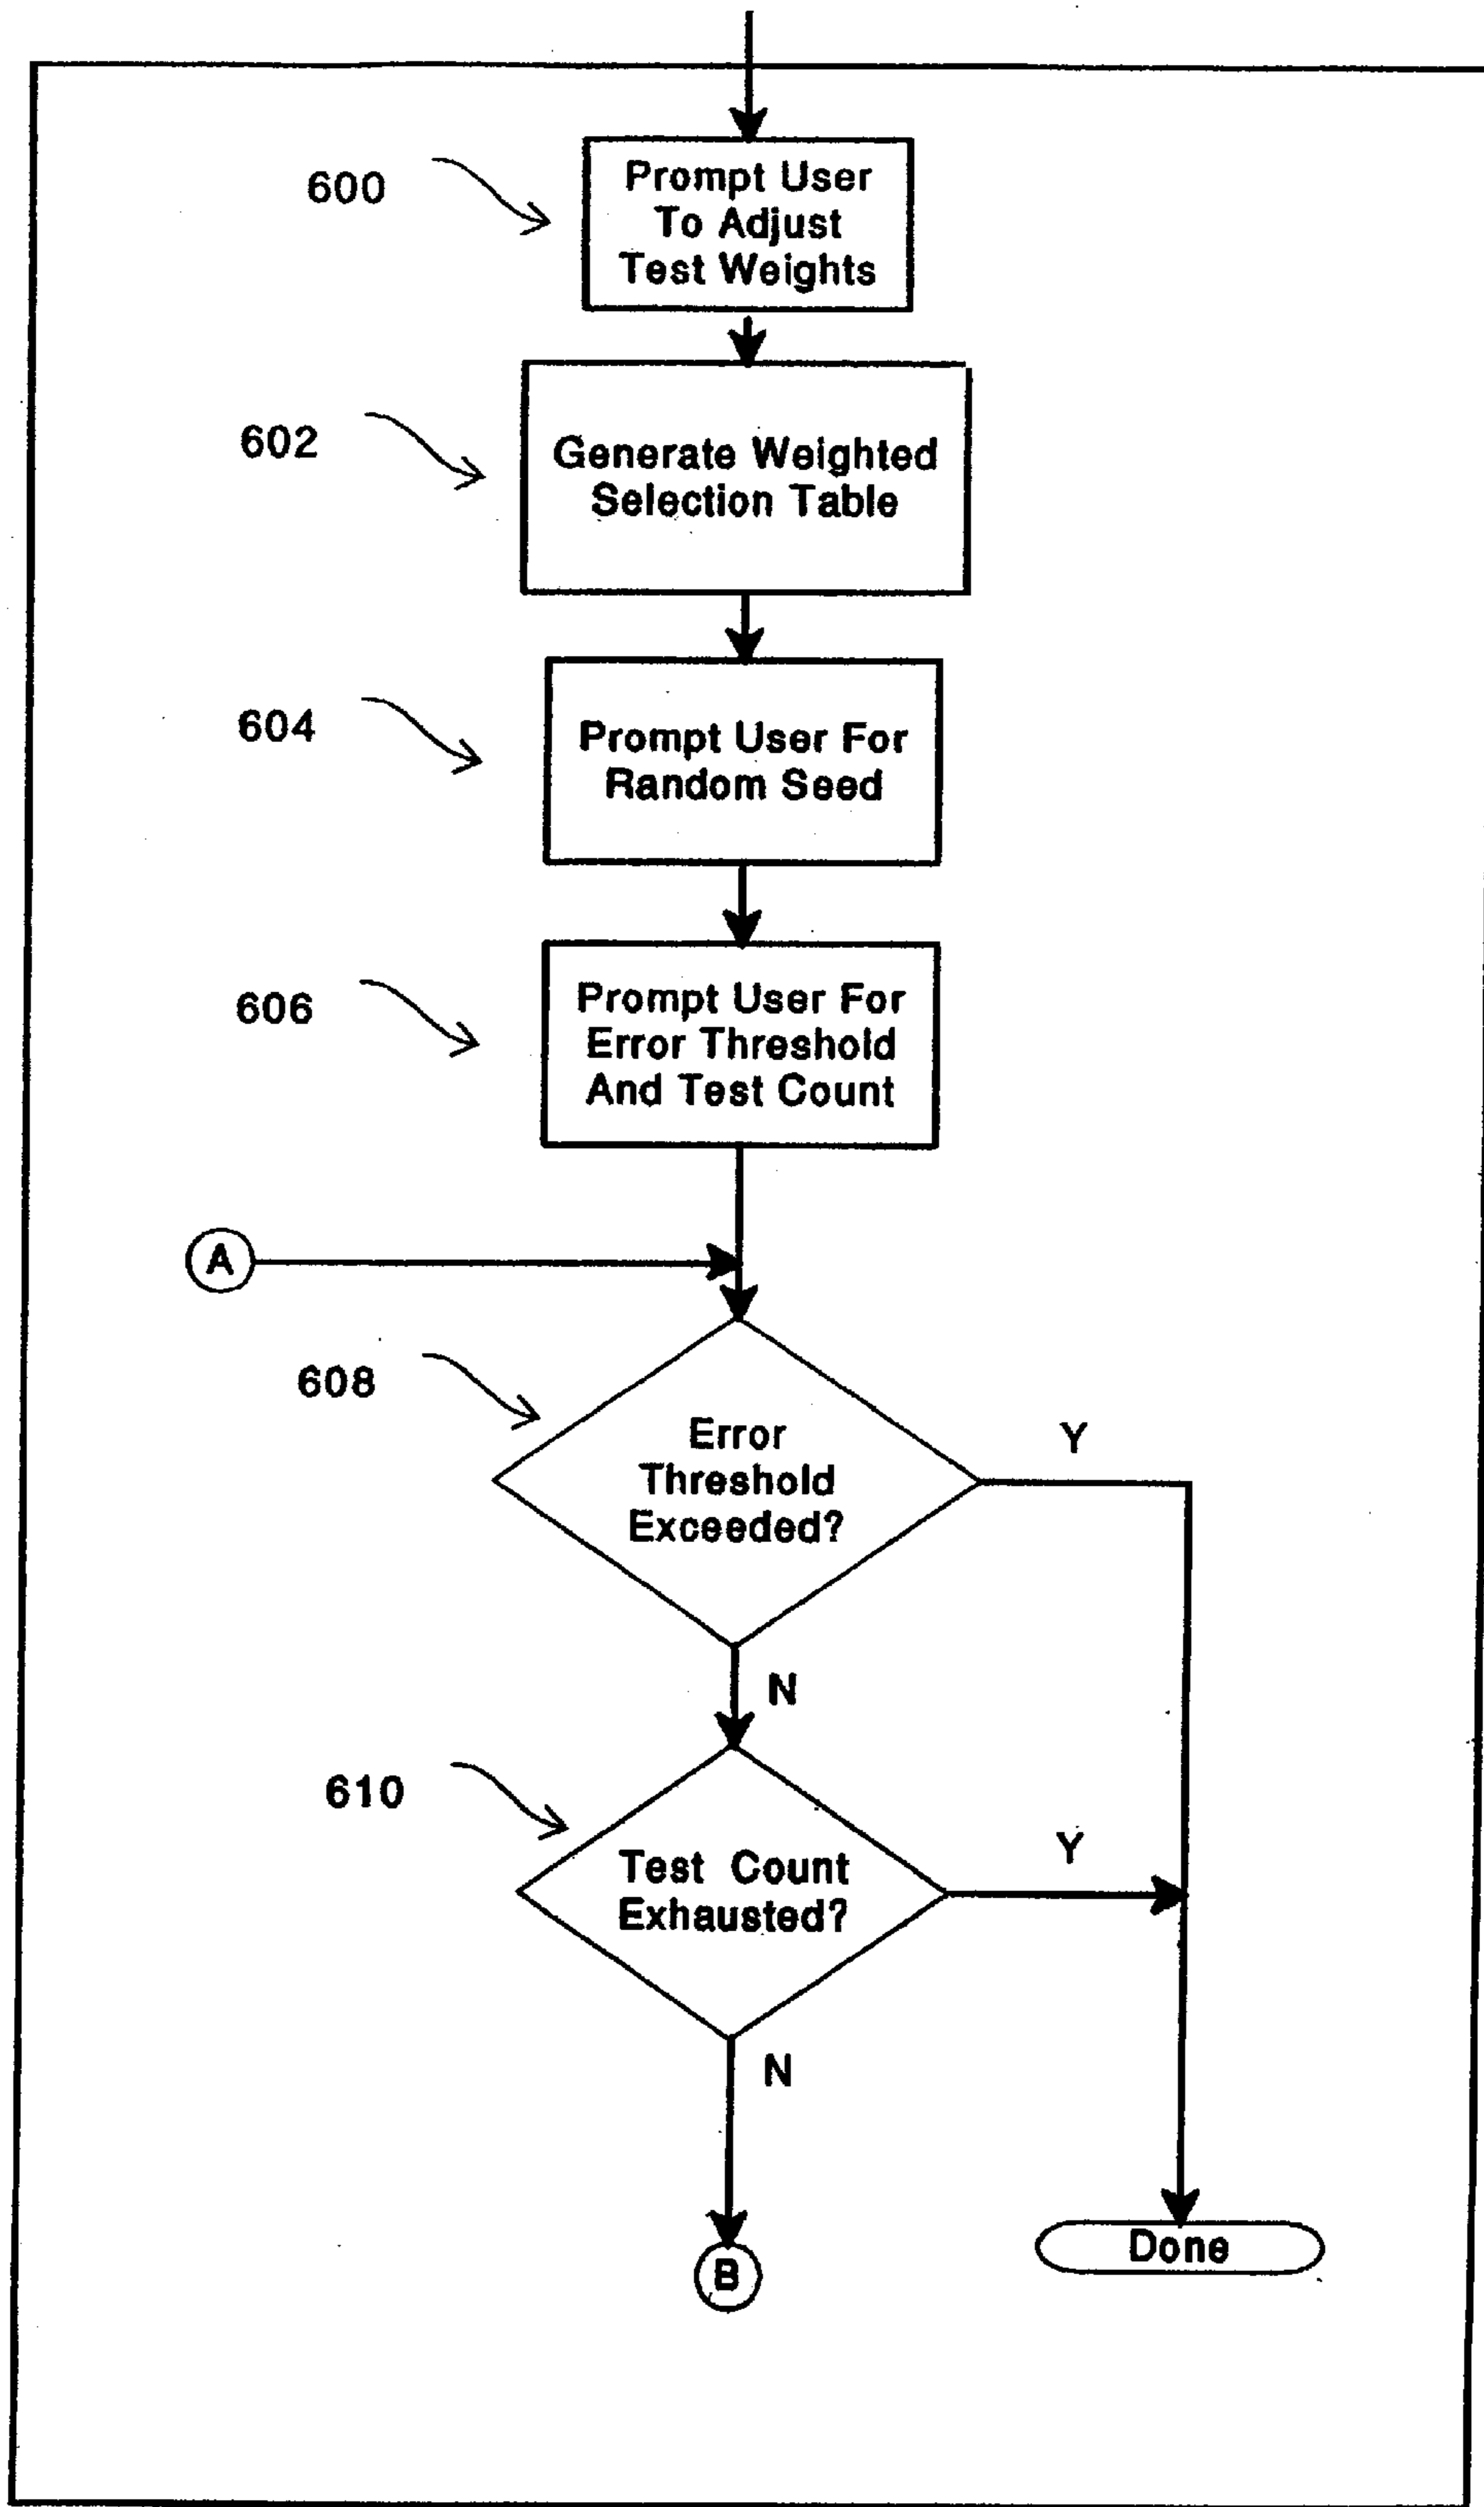 600
Prompt User
To Adjust
Test Weights
602
Generate Weighted
Selection Table
604
Prompt User For
Random Seed
606
Prompt User For
Error Threshold
And Test Count
A
608
Error
Threshold
Exceeded?
Y
N
610
Test Count
Exhausted?
Y
N
B
Done